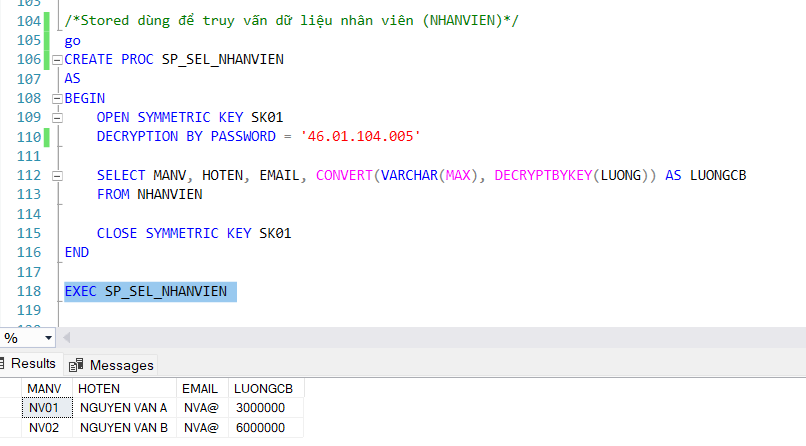 104 /*Stored dùng để truy vấn dữ liệu nhân viên (NHANVIEN)*/
105 go
106 CREATE PROC SP_SEL_NHANVIEN
107 AS
108 BEGIN
109 OPEN SYMMETRIC KEY SK01
110 DECRYPTION BY PASSWORD = '46.01.104.005'
111
112 SELECT MANV, HOTEN, EMAIL, CONVERT(VARCHAR(MAX), DECRYPTBYKEY(LUONG)) AS LUONGCB
113 FROM NHANVIEN
114
115 CLOSE SYMMETRIC KEY SK01
116 END
117
118 EXEC SP_SEL_NHANVIEN
119
%
Results Messages
MANV HOTEN EMAIL LUONGCB
NV01 NGUYEN VAN A NVA@ 3000000
NV02 NGUYEN VAN B NVA@ 6000000